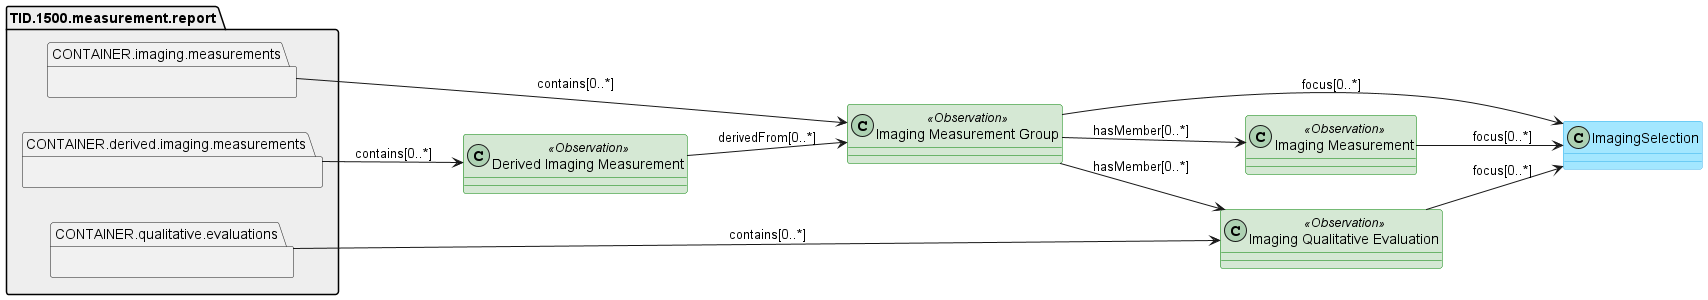 TID.1500.measurement.report
CONTAINER.imaging.measurements
contains[0..*]
focus[0..*]
CONTAINER.derived.imaging.measurements
contains[0..*]
C «Observation»
Derived Imaging Measurement
derivedFrom[0..*]
C «Observation»
Imaging Measurement Group
hasMember[0..*]
C «Observation»
Imaging Measurement
focus[0..*]
C ImagingSelection
hasMember[0..*]
focus[0..*]
CONTAINER.qualitative.evaluations
contains[0..*]
C «Observation»
Imaging Qualitative Evaluation